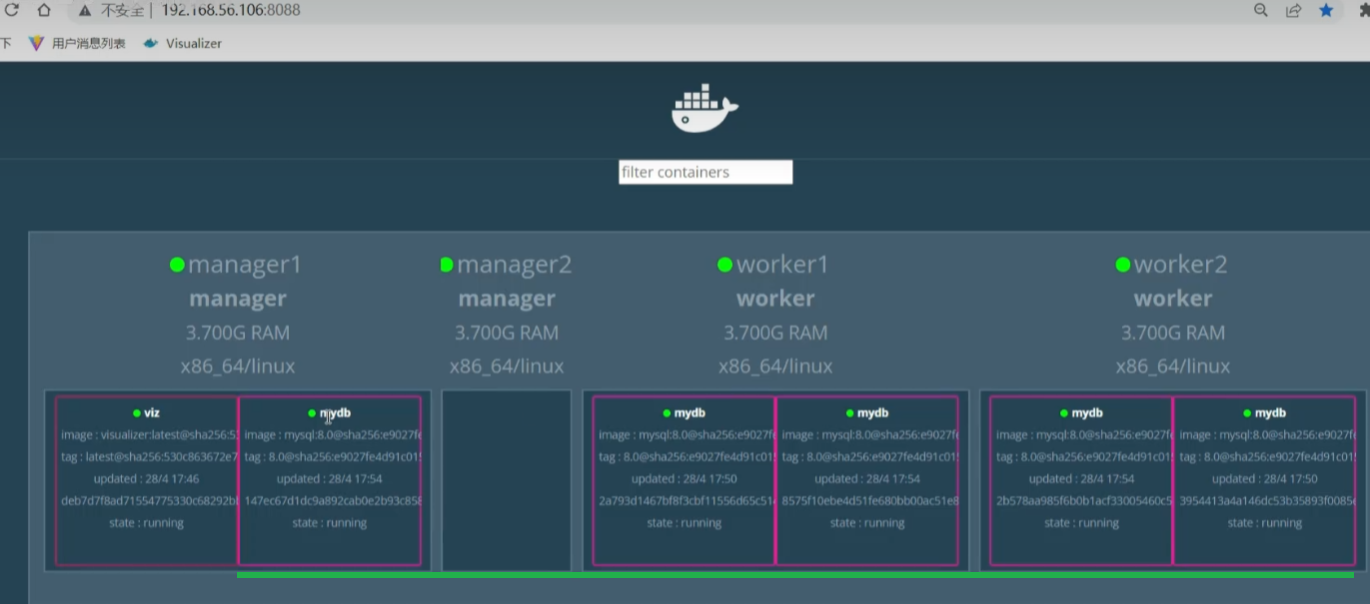 不安全 | 192.168.56.106:8088
下 用户消息列表 Visualizer
filter containers
manager1
manager
3.700G RAM
x86_64/linux
manager2
manager
3.700G RAM
x86_64/linux
worker1
worker
3.700G RAM
x86_64/linux
worker2
worker
3.700G RAM
x86_64/linux
viz
image : visualizer:latest@sha256:5
tag : latest@sha256:530c863672e7
updated : 28/4 17:46
deb7d7f8ad71554775330c68292b
state : running
mydb
image : mysql:8.0@sha256:e9027f
tag : 8.0@sha256:e9027fe4d91c01
updated : 28/4 17:54
147ec67d1dc9a892cab0e2b93c858
state : running
mydb
image : mysql:8.0@sha256:e9027f
tag : 8.0@sha256:e9027fe4d91c01
updated : 28/4 17:50
2a793d1467bf8f3cbf11556d65c51
state : running
mydb
image : mysql:8.0@sha256:e9027f
tag : 8.0@sha256:e9027fe4d91c01
updated : 28/4 17:54
8575f10ebe4d51fe680bb00ac51e8
state : running
mydb
image : mysql:8.0@sha256:e9027f
tag : 8.0@sha256:e9027fe4d91c01
updated : 28/4 17:54
2b578aa985f6b0b1acf33005460c5
state : running
mydb
image : mysql:8.0@sha256:e9027f
tag : 8.0@sha256:e9027fe4d91c01
updated : 28/4 17:50
3954413a4a146dc53b35893f0085
state : running